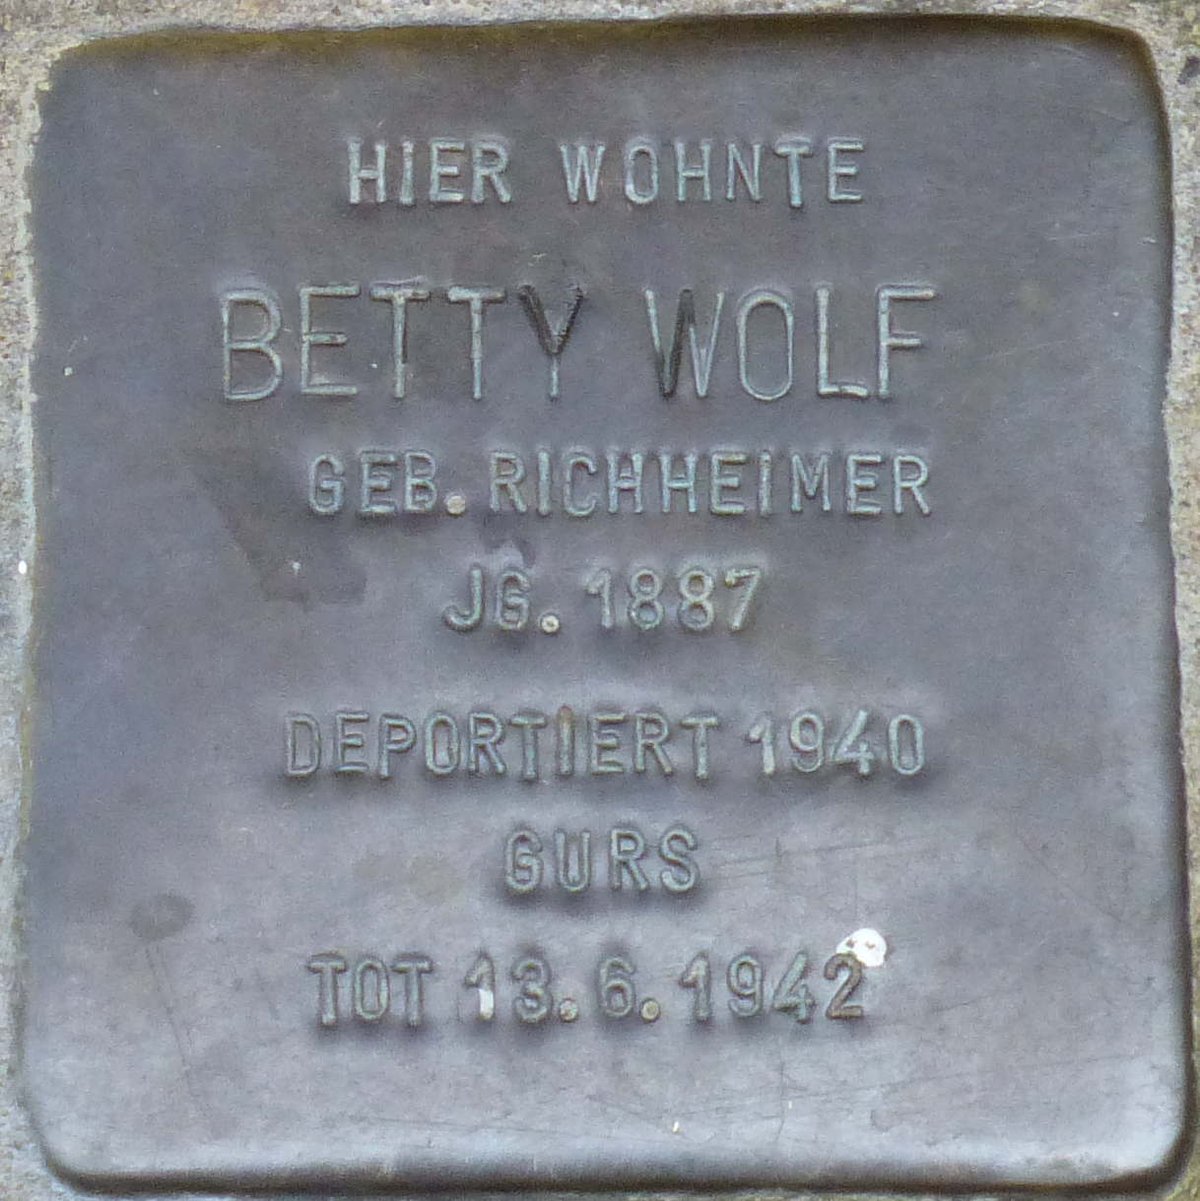 HIER WOHNTE
BETTY WOLF
GEB. RICHHEIMER
JG. 1887
DEPORTIERT 1940
GURS
TOT 13.6.1942